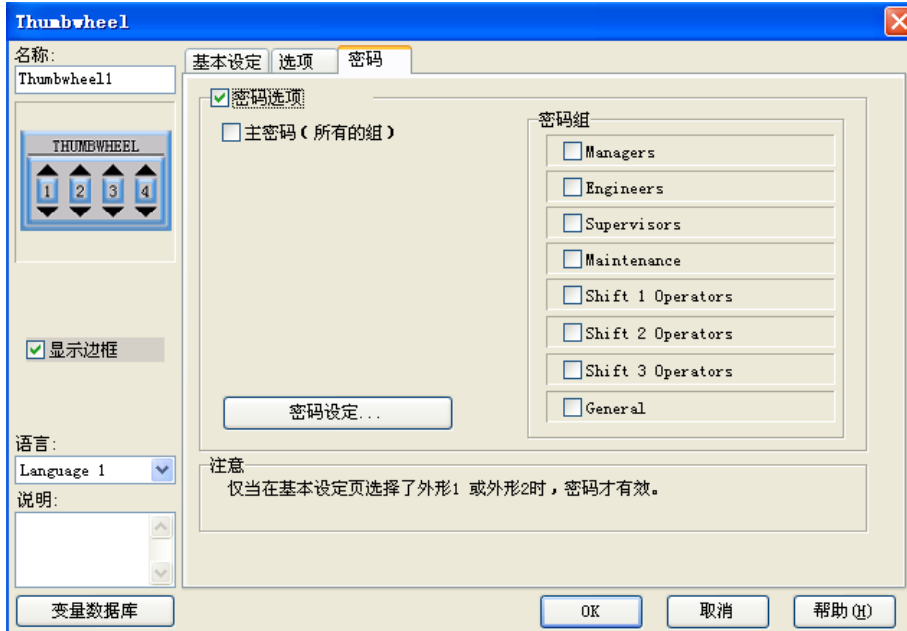 Thumbwheel
名称:
Thumbwheel1
THUMBWHEEL
1 2 3 4
显示边框
语言:
Language 1
说明:
变量数据库
基本设定 选项 密码
密码选项
主密码(所有的组)
密码设定...
密码组
Managers
Engineers
Supervisors
Maintenance
Shift 1 Operators
Shift 2 Operators
Shift 3 Operators
General
注意
仅当在基本设定页选择了外形1 或外形2时，密码才有效。
OK 取消 帮助(H)